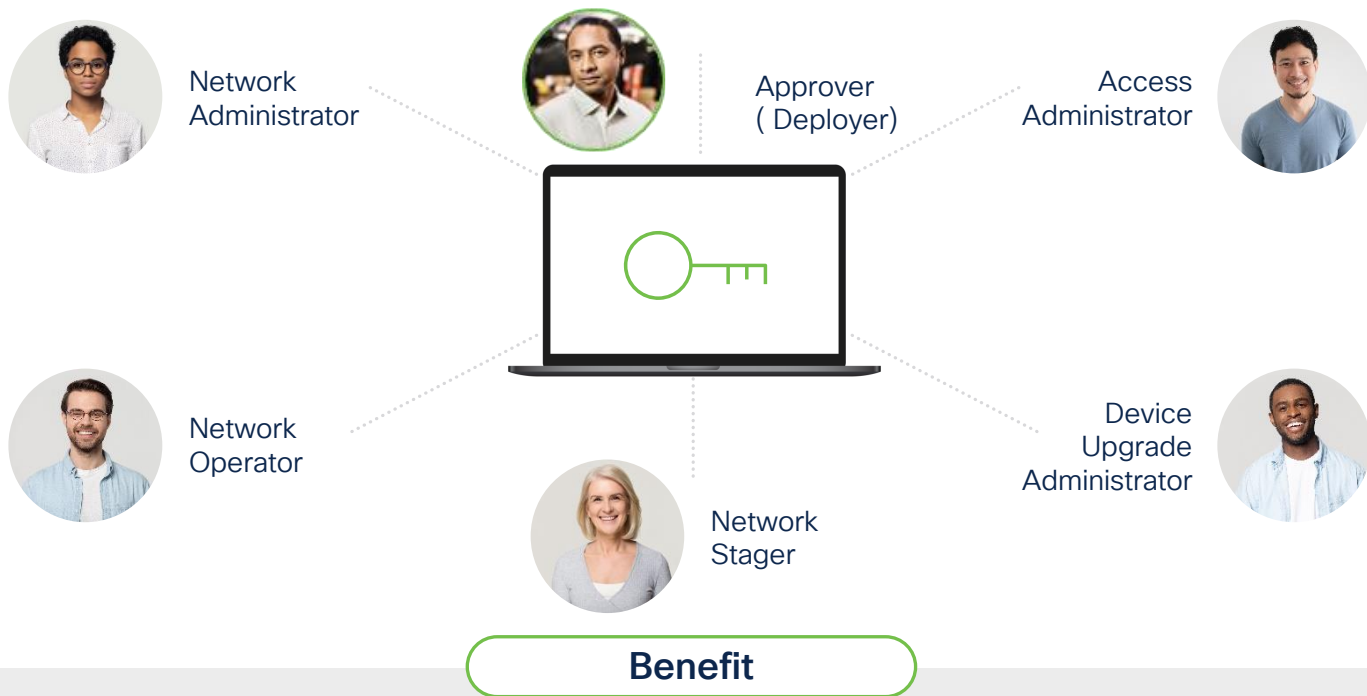 Network
Administrator
Approver
( Deployer)
Access
Administrator
Network
Operator
Device
Upgrade
Administrator
Network
Stager
Benefit